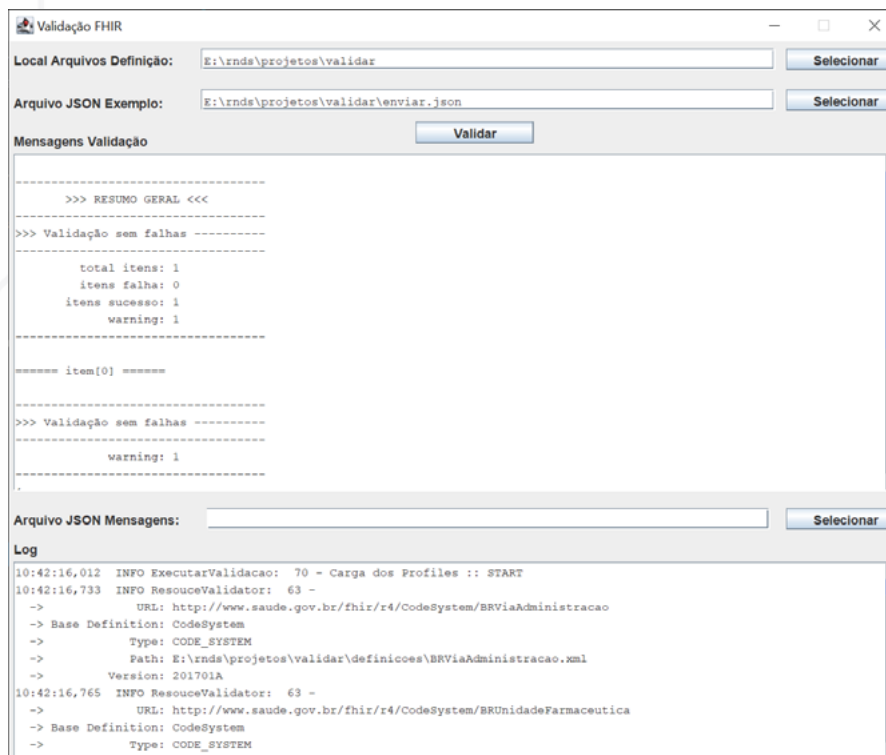 Validação FHIR
Local Arquivos Definição: E:\rnds\projetos\validar Selecionar
Arquivo JSON Exemplo: E:\rnds\projetos\validar\enviar.json Selecionar
Validar
Mensagens Validação
-----------------------------------
>>> RESUMO GERAL <<<
-----------------------------------
>>> Validação sem falhas ----------
-----------------------------------
total itens: 1
itens falha: 0
itens sucesso: 1
warning: 1
-----------------------------------
====== item[0] ======
-----------------------------------
>>> Validação sem falhas ----------
-----------------------------------
warning: 1
-----------------------------------
Arquivo JSON Mensagens: Selecionar
Log
10:42:16,012 INFO ExecutarValidacao: 70 - Carga dos Profiles :: START
10:42:16,733 INFO ResouceValidator: 63 -
-> URL: http://www.saude.gov.br/fhir/r4/CodeSystem/BRViaAdministracao
-> Base Definition: CodeSystem
-> Type: CODE_SYSTEM
-> Path: E:\rnds\projetos\validar\definicoes\BRViaAdministracao.xml
-> Version: 201701A
10:42:16,765 INFO ResouceValidator: 63 -
-> URL: http://www.saude.gov.br/fhir/r4/CodeSystem/BRUnidadeFarmaceutica
-> Base Definition: CodeSystem
-> Type: CODE_SYSTEM